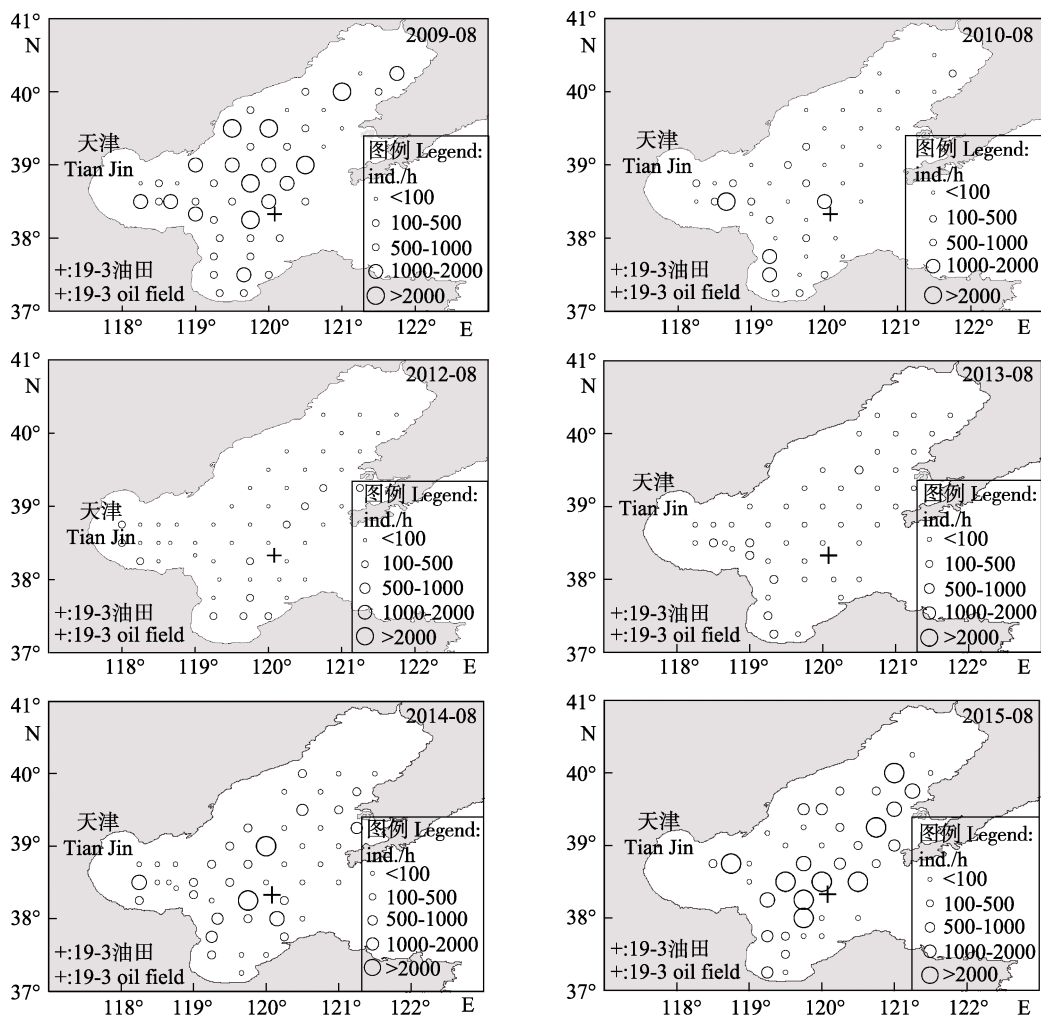 41°
N
2009-08
40°
天津
Tian Jin
39°
38°
37°
图例 Legend:
ind./h
<100
100-500
500-1000
1000-2000
>2000
+:19-3油田
+:19-3 oil field
118° 119° 120° 121° 122° E
41°
N
2010-08
40°
天津
Tian Jin
39°
38°
37°
图例 Legend:
ind./h
<100
100-500
500-1000
1000-2000
>2000
+:19-3油田
+:19-3 oil field
118° 119° 120° 121° 122° E
41°
N
2012-08
40°
39°
天津
Tian Jin
38°
37°
图例 Legend:
ind./h
<100
100-500
500-1000
1000-2000
>2000
+:19-3油田
+:19-3 oil field
118° 119° 120° 121° 122° E
41°
N
2013-08
40°
天津
Tian Jin
39°
38°
37°
图例 Legend:
ind./h
<100
100-500
500-1000
1000-2000
>2000
+:19-3油田
+:19-3 oil field
118° 119° 120° 121° 122° E
41°
N
2014-08
40°
天津
Tian Jin
39°
38°
37°
图例 Legend:
ind./h
<100
100-500
500-1000
1000-2000
>2000
+:19-3油田
+:19-3 oil field
118° 119° 120° 121° 122° E
41°
N
2015-08
40°
天津
Tian Jin
39°
38°
37°
图例 Legend:
ind./h
<100
100-500
500-1000
1000-2000
>2000
+:19-3油田
+:19-3 oil field
118° 119° 120° 121° 122° E